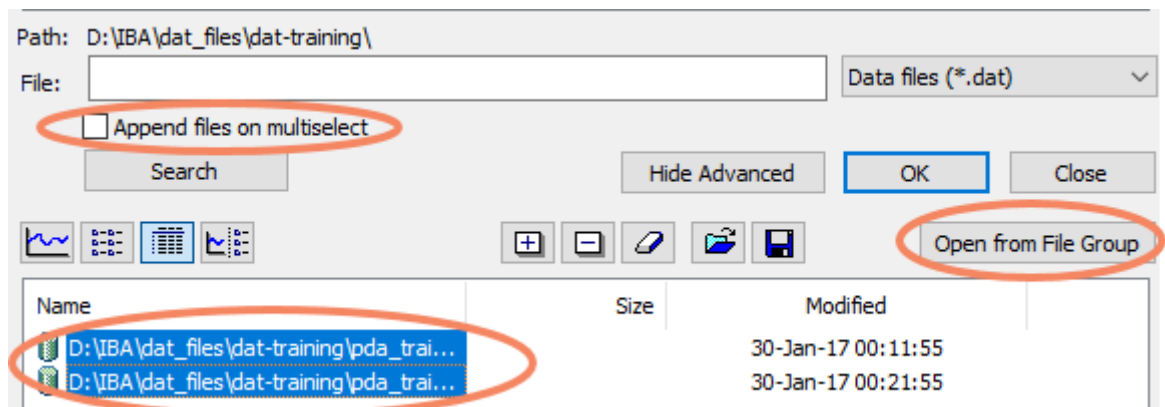 Path: D:\IBA\dat_files\dat-training\
File: Data files (*.dat)
Append files on multiselect
Search Hide Advanced OK Close
Open from File Group
Name Size Modified
D:\IBA\dat_files\dat-training\pda_trai... 30-Jan-17 00:11:55
D:\IBA\dat_files\dat-training\pda_trai... 30-Jan-17 00:21:55